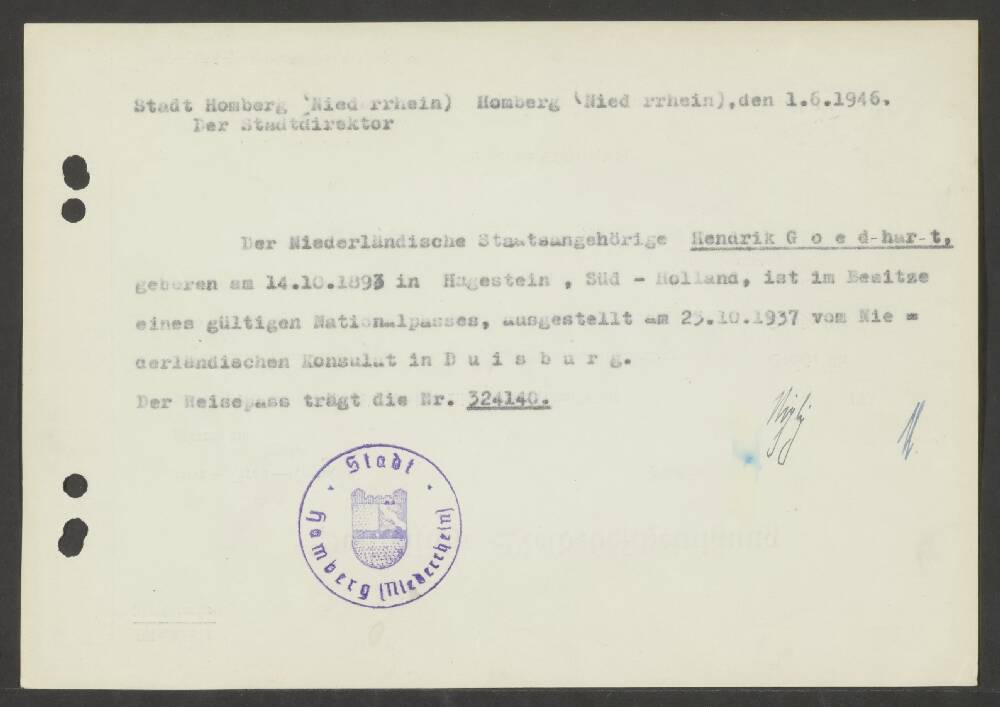 Stadt Homberg (Niederrhein) Homberg (Niederrhein), den 1.6.1946.
Der Stadtdirektor
Der Niederländische Staatsangehörige Hendrik G o e d-har-t,
geboren am 14.10.1893 in Hagestein , Süd - Holland, ist im Besitze
eines gültigen Nationalpasses, ausgestellt am 23.10.1937 vom Nie =
derländischen Konsulat in D u i s b u r g.
Der Reisepass trägt die Nr. 324140.
Stadt
Homberg (Niederrhein)